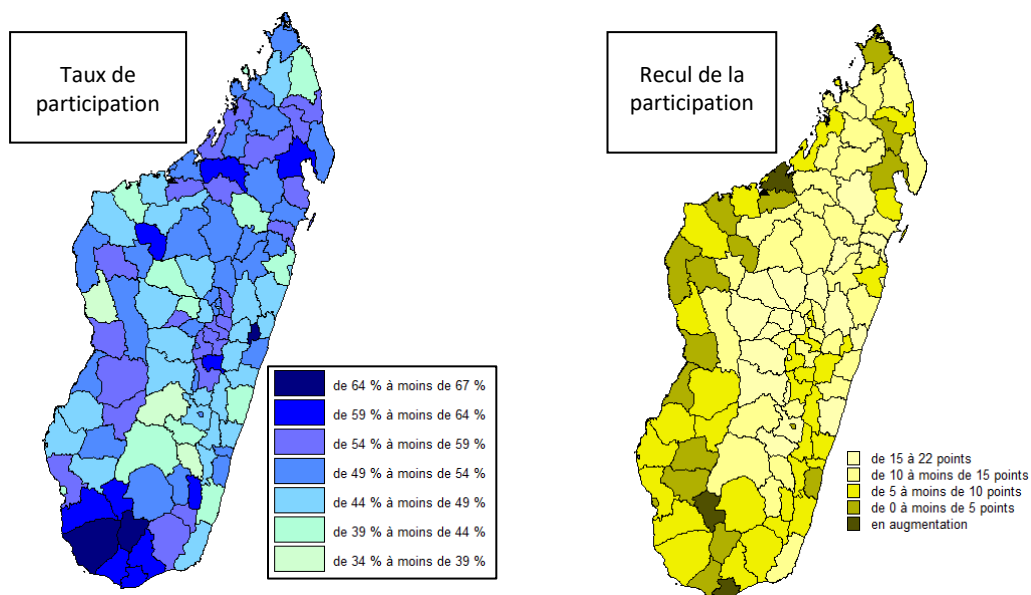 Taux de
participation
Recul de la
participation
de 64 % à moins de 67 %
de 59 % à moins de 64 %
de 54 % à moins de 59 %
de 49 % à moins de 54 %
de 44 % à moins de 49 %
de 39 % à moins de 44 %
de 34 % à moins de 39 %
de 15 à 22 points
de 10 à moins de 15 points
de 5 à moins de 10 points
de 0 à moins de 5 points
en augmentation